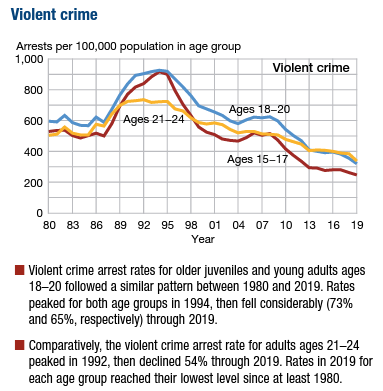 Violent crime
Arrests per 100,000 population in age group
1,000
Violent crime
800
Ages 18–20
600
Ages 21–24
400
Ages 15–17
200
0
80 83 86 89 92 95 98 01 04 07 10 13 16 19
Year
Violent crime arrest rates for older juveniles and young adults ages
18–20 followed a similar pattern between 1980 and 2019. Rates
peaked for both age groups in 1994, then fell considerably (73%
and 65%, respectively) through 2019.
Comparatively, the violent crime arrest rate for adults ages 21–24
peaked in 1992, then declined 54% through 2019. Rates in 2019 for
each age group reached their lowest level since at least 1980.